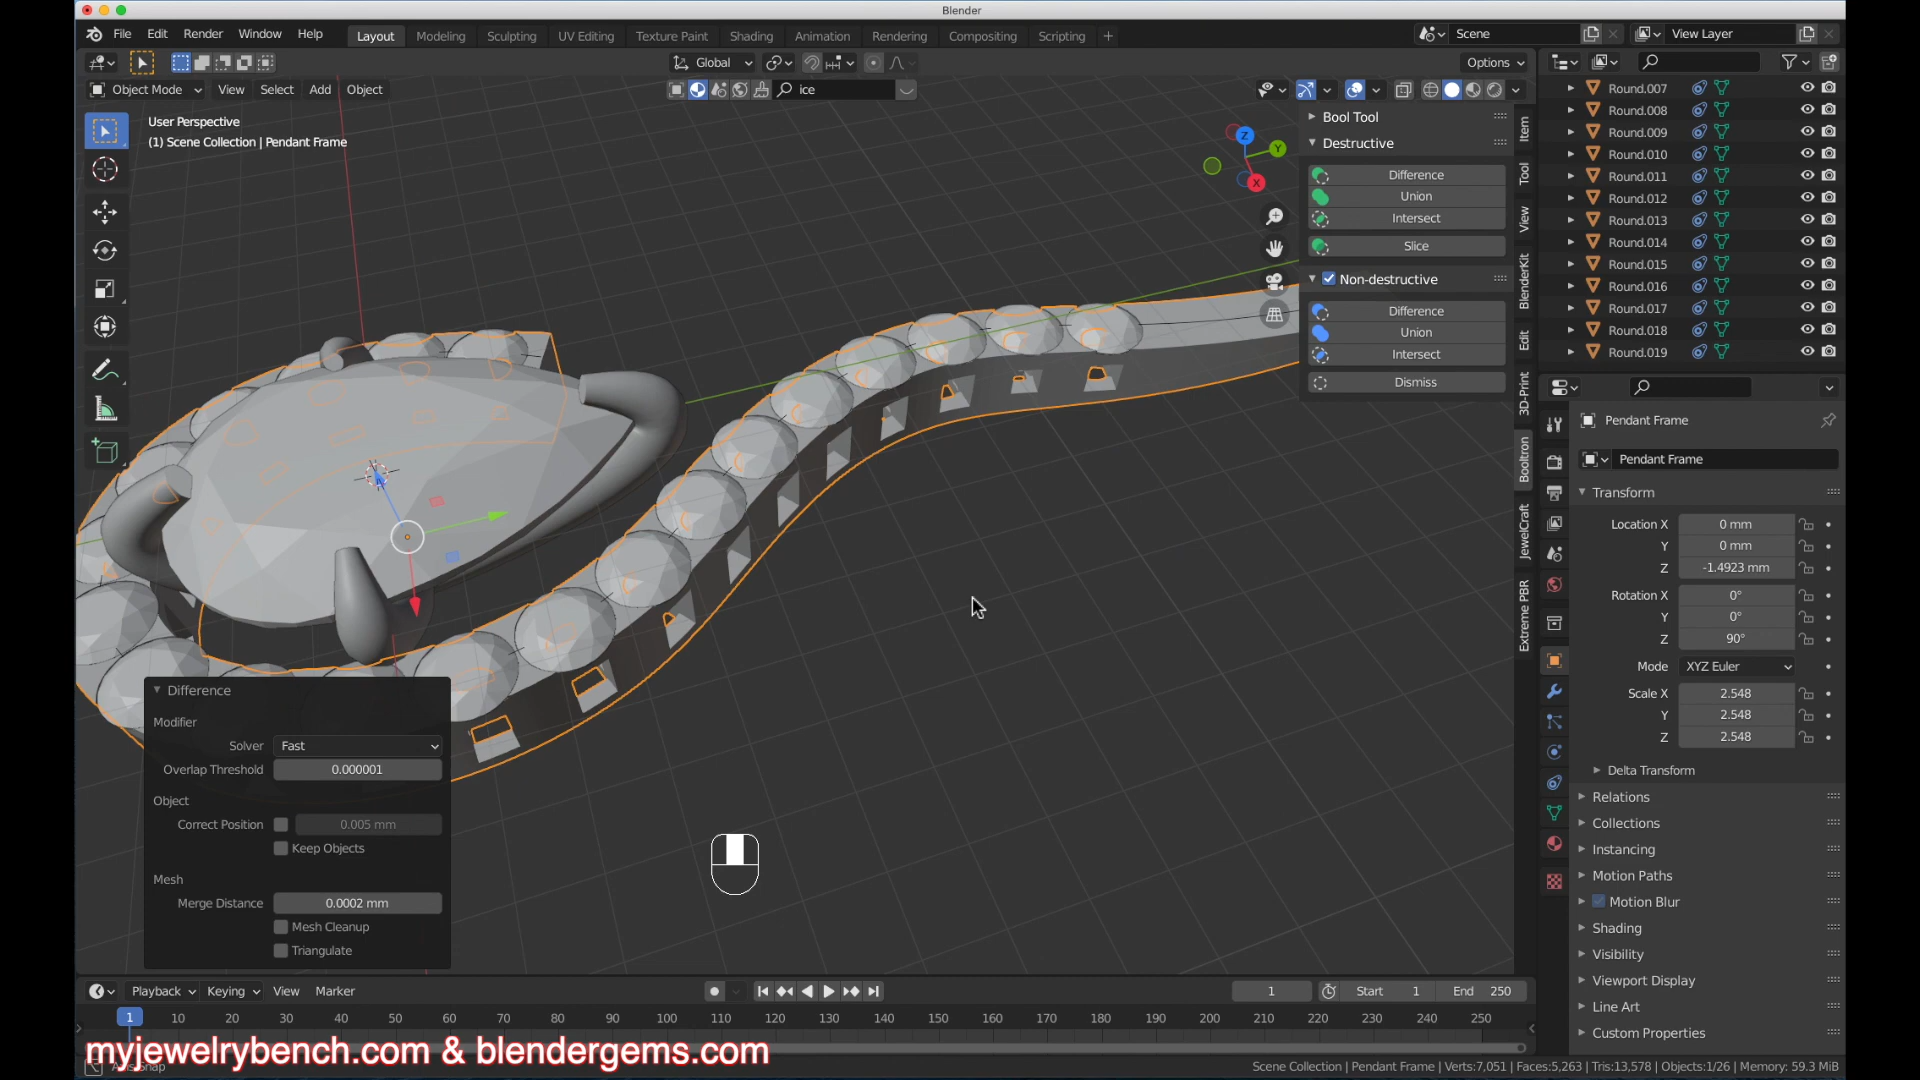 Blender
File Edit Render Window Help Layout Modeling Sculpting UV Editing Texture Paint Shading Animation Rendering Compositing Scripting + Scene View Layer
Global Options
Object Mode View Select Add Object ice
User Perspective
(1) Scene Collection | Pendant Frame
Z
Y
X
Bool Tool
Destructive
Difference
Union
Intersect
Slice
Non-destructive
Difference
Union
Intersect
Dismiss
Item
Tool
View
BlenderKit
Edit
3D-Print
Booltron
JewelCraft
Extreme PBR
Round.007
Round.008
Round.009
Round.010
Round.011
Round.012
Round.013
Round.014
Round.015
Round.016
Round.017
Round.018
Round.019
Pendant Frame
Pendant Frame
Transform
Location X 0 mm
Y 0 mm
Z -1.4923 mm
Rotation X 0°
Y 0°
Z 90°
Mode XYZ Euler
Scale X 2.548
Y 2.548
Z 2.548
Delta Transform
Relations
Collections
Instancing
Motion Paths
Motion Blur
Shading
Visibility
Viewport Display
Line Art
Custom Properties
Difference
Modifier
Solver Fast
Overlap Threshold 0.000001
Object
Correct Position 0.005 mm
Keep Objects
Mesh
Merge Distance 0.0002 mm
Mesh Cleanup
Triangulate
Playback Keying View Marker 1 Start 1 End 250
1 10 20 30 40 50 60 70 80 90 100 110 120 130 140 150 160 170 180 190 200 210 220 230 240 250
myjewelrybench.com & blendergems.com
Scene Collection | Pendant Frame | Verts:7,051 | Faces:5,263 | Tris:13,578 | Objects:1/26 | Memory: 59.3 MiB